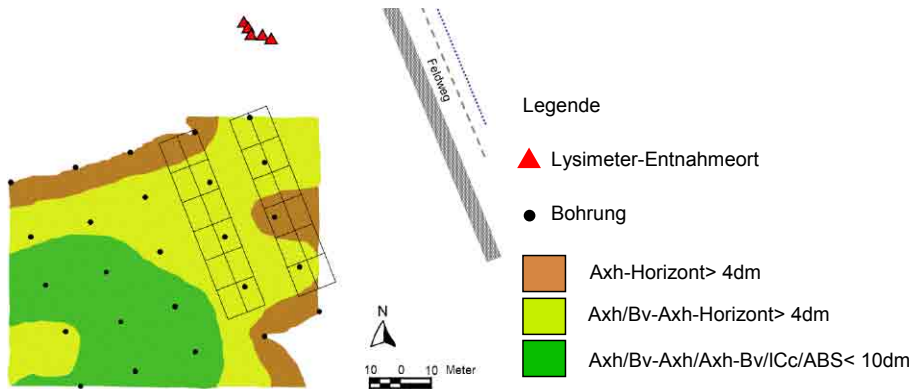 Feldweg
Legende
Lysimeter-Entnahmeort
Bohrung
Axh-Horizont> 4dm
Axh/Bv-Axh-Horizont> 4dm
Axh/Bv-Axh/Axh-Bv/lCc/ABS< 10dm
N
10 0 10 Meter